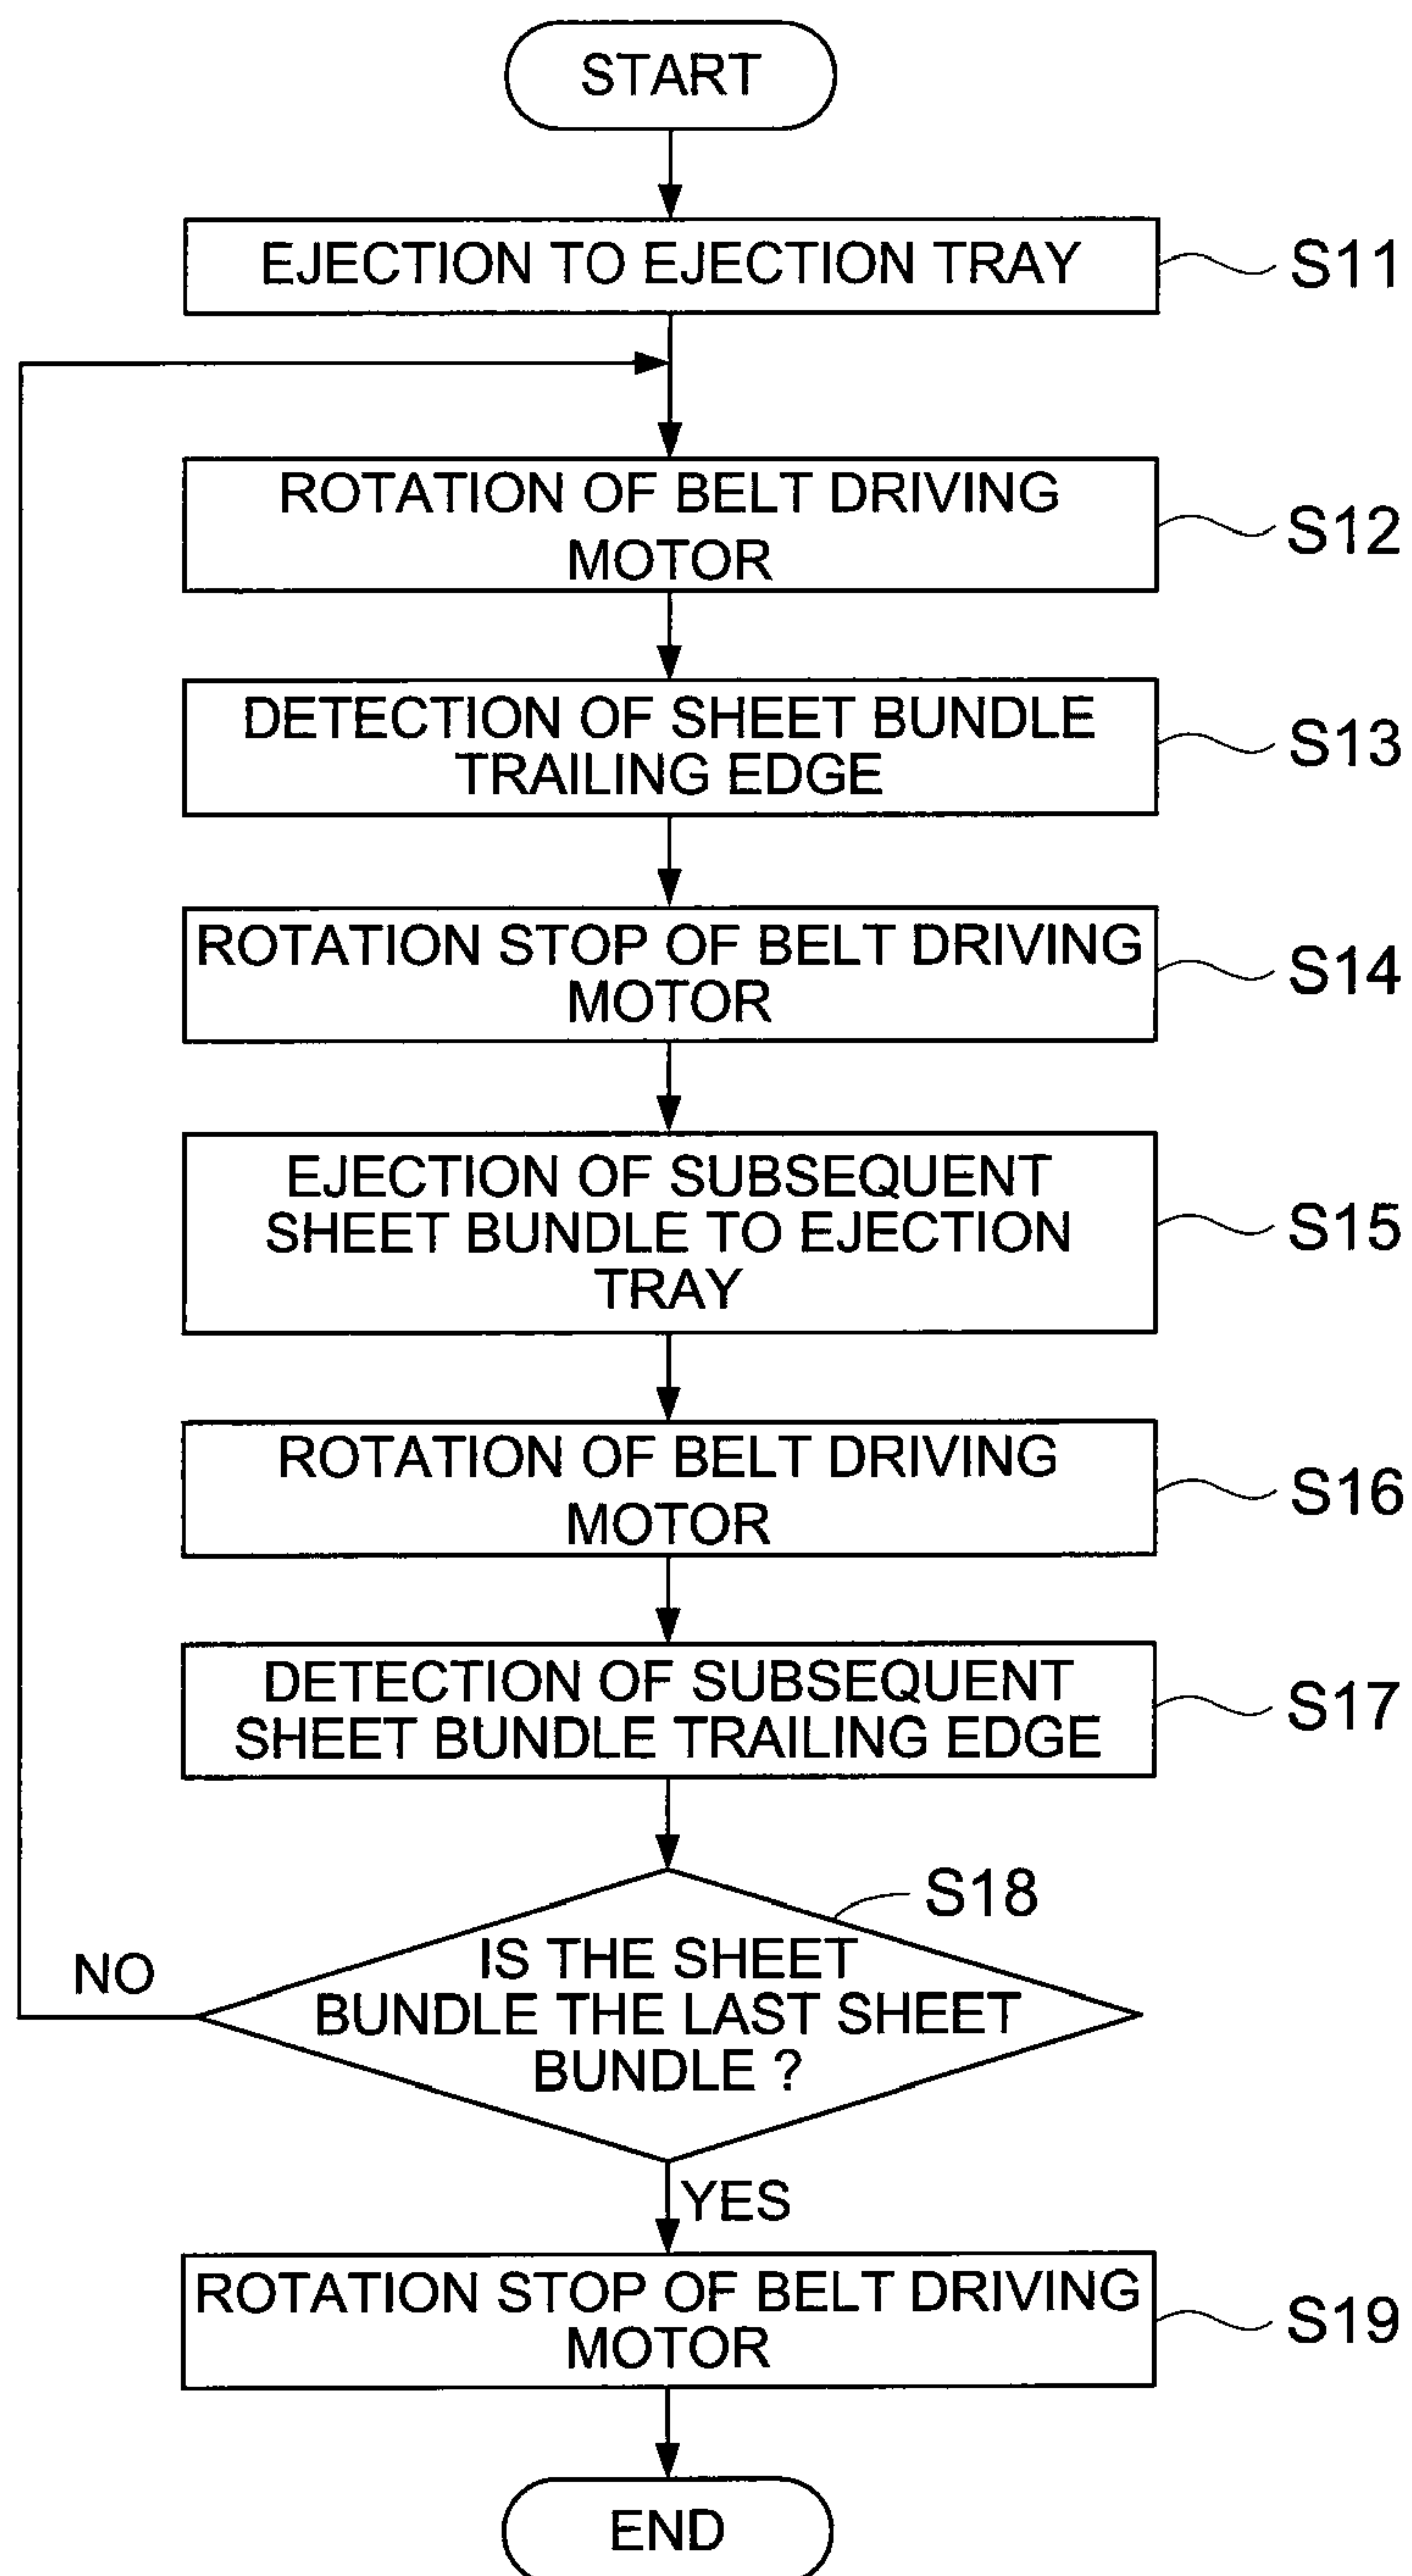 START
EJECTION TO EJECTION TRAY
S11
ROTATION OF BELT DRIVING
MOTOR
S12
DETECTION OF SHEET BUNDLE
TRAILING EDGE
S13
ROTATION STOP OF BELT DRIVING
MOTOR
S14
EJECTION OF SUBSEQUENT
SHEET BUNDLE TO EJECTION
TRAY
S15
ROTATION OF BELT DRIVING
MOTOR
S16
DETECTION OF SUBSEQUENT
SHEET BUNDLE TRAILING EDGE
S17
S18
IS THE SHEET
BUNDLE THE LAST SHEET
BUNDLE ?
NO
YES
ROTATION STOP OF BELT DRIVING
MOTOR
S19
END